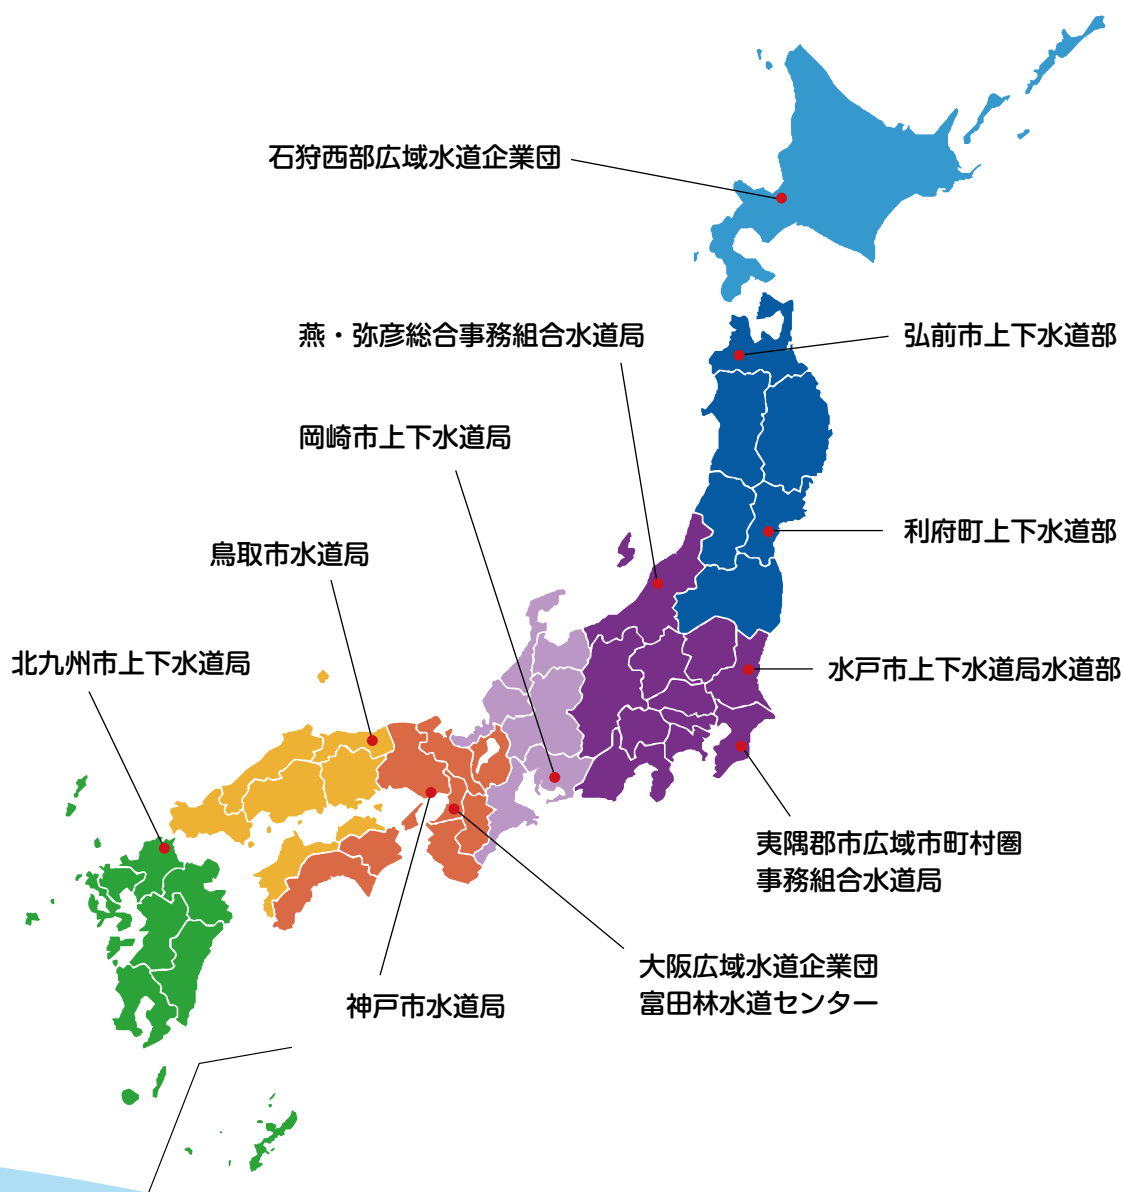 石狩西部広域水道企業団
燕・弥彦総合事務組合水道局
弘前市上下水道部
岡崎市上下水道局
利府町上下水道部
鳥取市水道局
北九州市上下水道局
水戸市上下水道局水道部
夷隅郡市広域市町村圏
事務組合水道局
大阪広域水道企業団
富田林水道センター
神戸市水道局